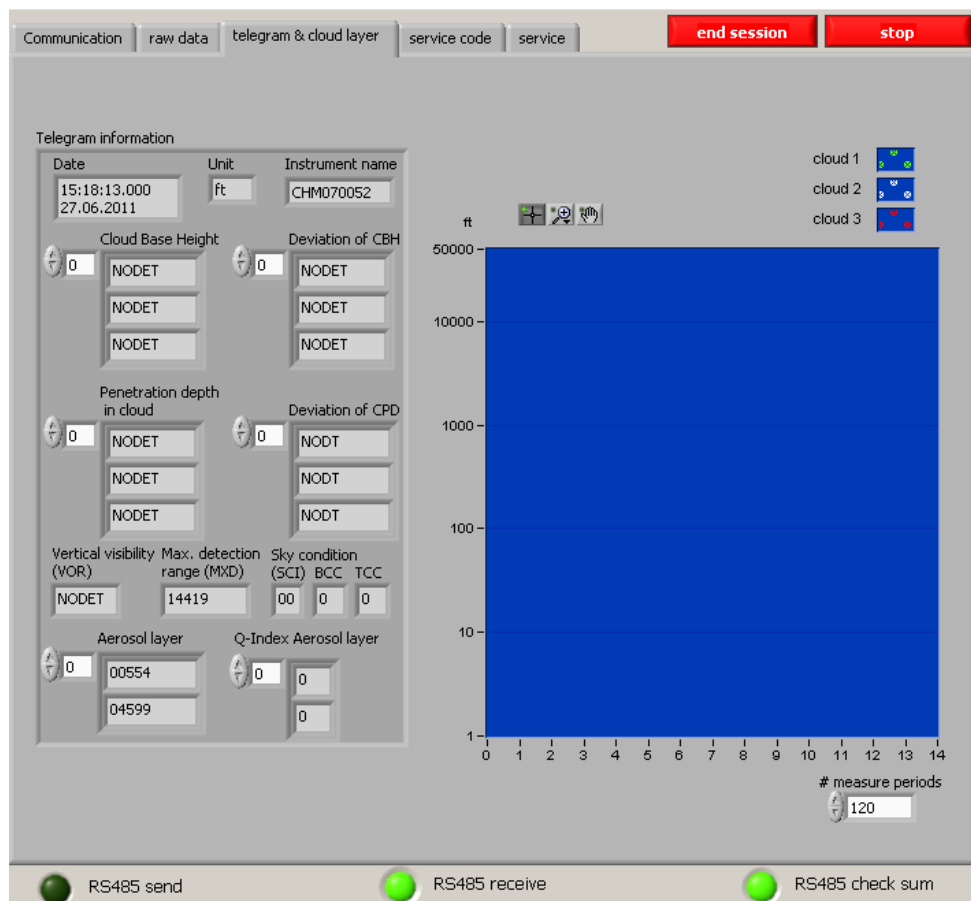 Communication
raw data
telegram & cloud layer
service code
service
end session
stop
Telegram information
Date
Unit
Instrument name
15:18:13.000
27.06.2011
ft
CHM070052
Cloud Base Height
Deviation of CBH
0
NODET
NODET
NODET
0
NODET
NODET
NODET
Penetration depth
in cloud
Deviation of CPD
0
NODET
NODET
NODET
0
NODT
NODT
NODT
Vertical visibility
(VOR)
Max. detection
range (MXD)
Sky condition
(SCI) BCC TCC
NODET
14419
00
0
0
Aerosol layer
Q-Index Aerosol layer
0
00554
04599
0
0
0
cloud 1
cloud 2
cloud 3
ft
50000
10000
1000
100
10
1
0 1 2 3 4 5 6 7 8 9 10 11 12 13 14
# measure periods
120
RS485 send
RS485 receive
RS485 check sum